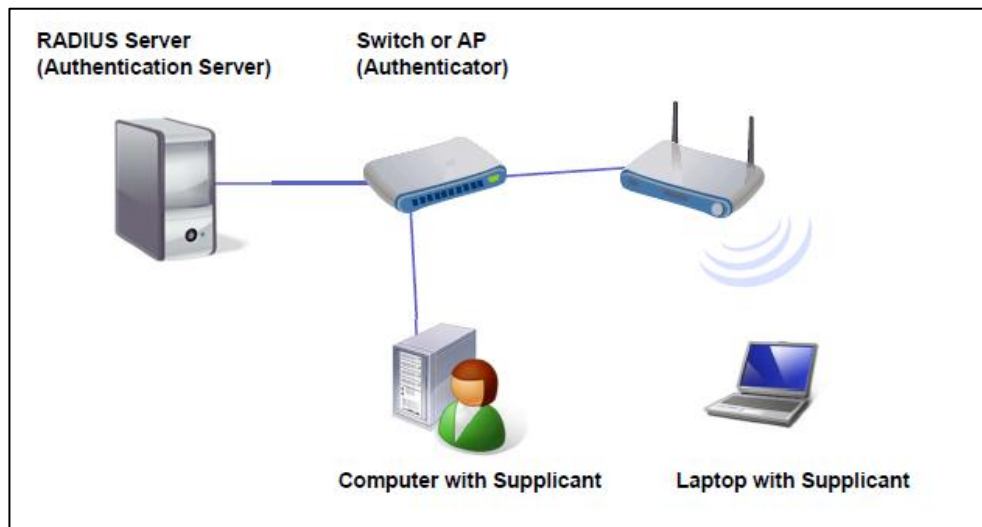 RADIUS Server
(Authentication Server)
Switch or AP
(Authenticator)
Computer with Supplicant
Laptop with Supplicant